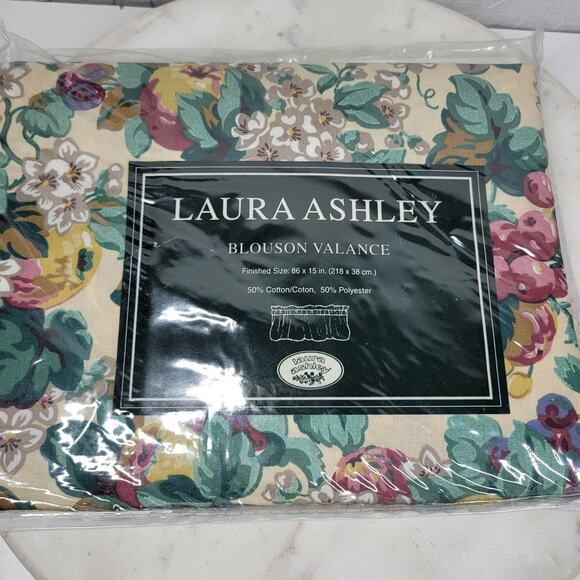 LAURA ASHLEY
BLOUSON VALANCE
Finished Size: 86 x 15 in. (218 x 38 cm.)
50% Cotton/Coton, 50% Polyester
laura
ashley